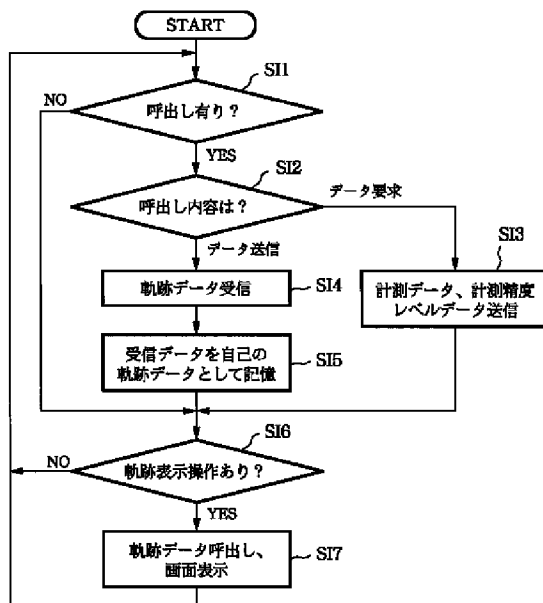 START
SI1
NO
呼出し有り?
YES
SI2
呼出し内容は?
データ要求
データ送信
SI3
軌跡データ受信
SI4
計測データ、計測精度
レベルデータ送信
受信データを自己の
軌跡データとして記憶
SI5
SI6
NO
軌跡表示操作あり?
YES
軌跡データ呼出し、
画面表示
SI7